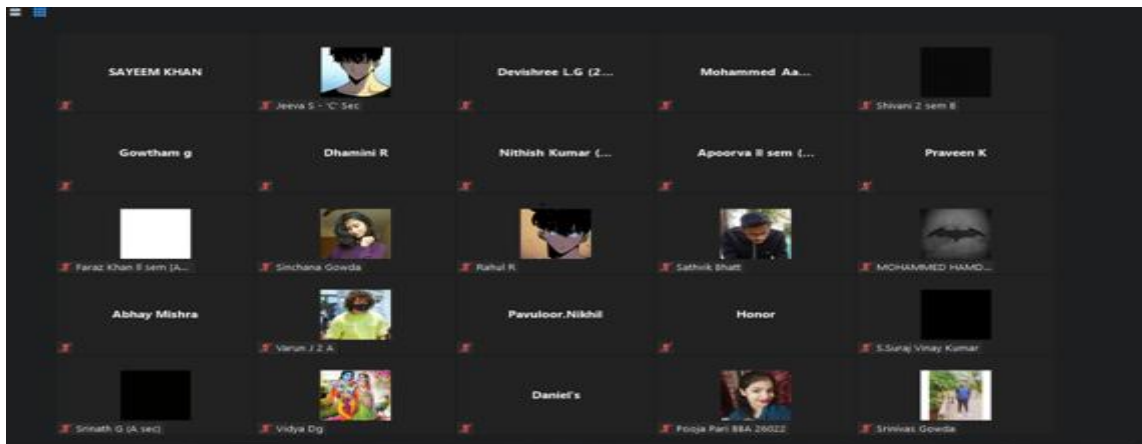 SAYEEM KHAN
Jeeva S - 'C' Sec
Devishree L.G (2...
Mohammed Aa...
Shivani 2 sem B
Gowtham g
Dhamini R
Nithish Kumar (...
Apoorva II sem (...
Praveen K
Faraz Khan II sem (A...
Sinchana Gowda
Rahul R
Sathvik Bhatt
MOHAMMED HAMD...
Abhay Mishra
Varun J 2 A
Pavuloor.Nikhil
Honor
S.Suraj Vinay Kumar
Srinath G (A sec)
Vidya Dg
Daniel's
Pooja Pari BBA 26022
Srinivas Gowda